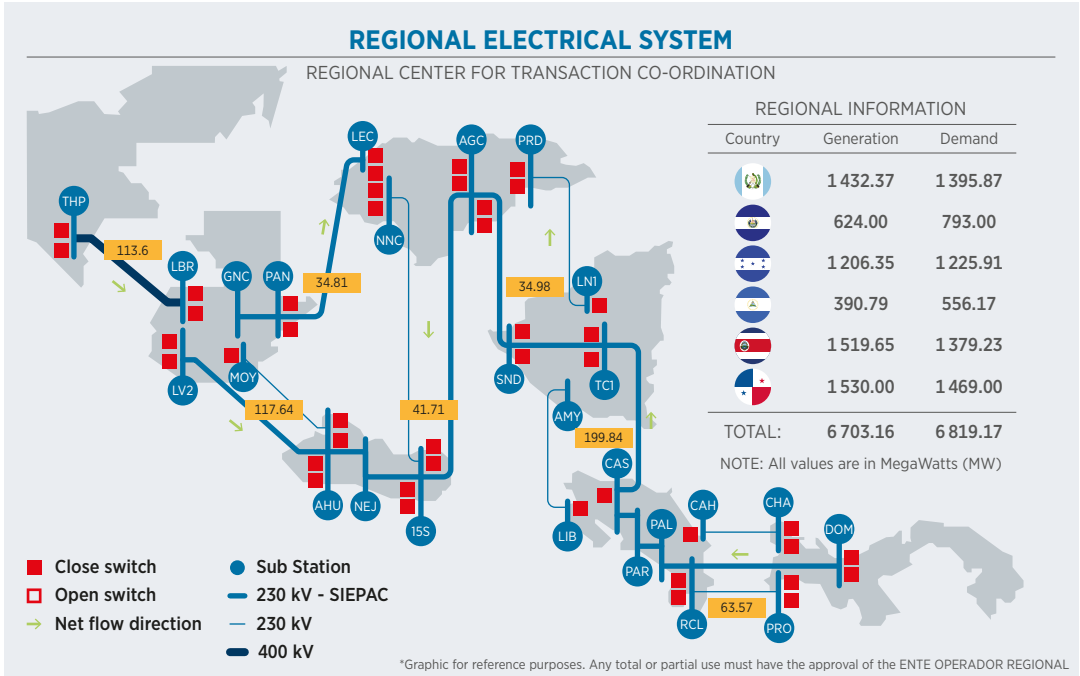 REGIONAL ELECTRICAL SYSTEM
REGIONAL CENTER FOR TRANSACTION CO-ORDINATION
REGIONAL INFORMATION
Country Generation Demand
1 432.37 1 395.87
624.00 793.00
1 206.35 1 225.91
390.79 556.17
1 519.65 1 379.23
1 530.00 1 469.00
TOTAL: 6 703.16 6 819.17
NOTE: All values are in MegaWatts (MW)
LEC
AGC
PRD
THP
NNC
113.6
LBR
GNC
PAN
34.81
34.98
LN1
LV2
MOY
SND
TC1
117.64
41.71
AMY
199.84
CAS
AHU
NEJ
15S
LIB
CAH
CHA
PAL
DOM
PAR
63.57
RCL
PRO
Close switch
Open switch
Net flow direction
Sub Station
230 kV - SIEPAC
230 kV
400 kV
*Graphic for reference purposes. Any total or partial use must have the approval of the ENTE OPERADOR REGIONAL